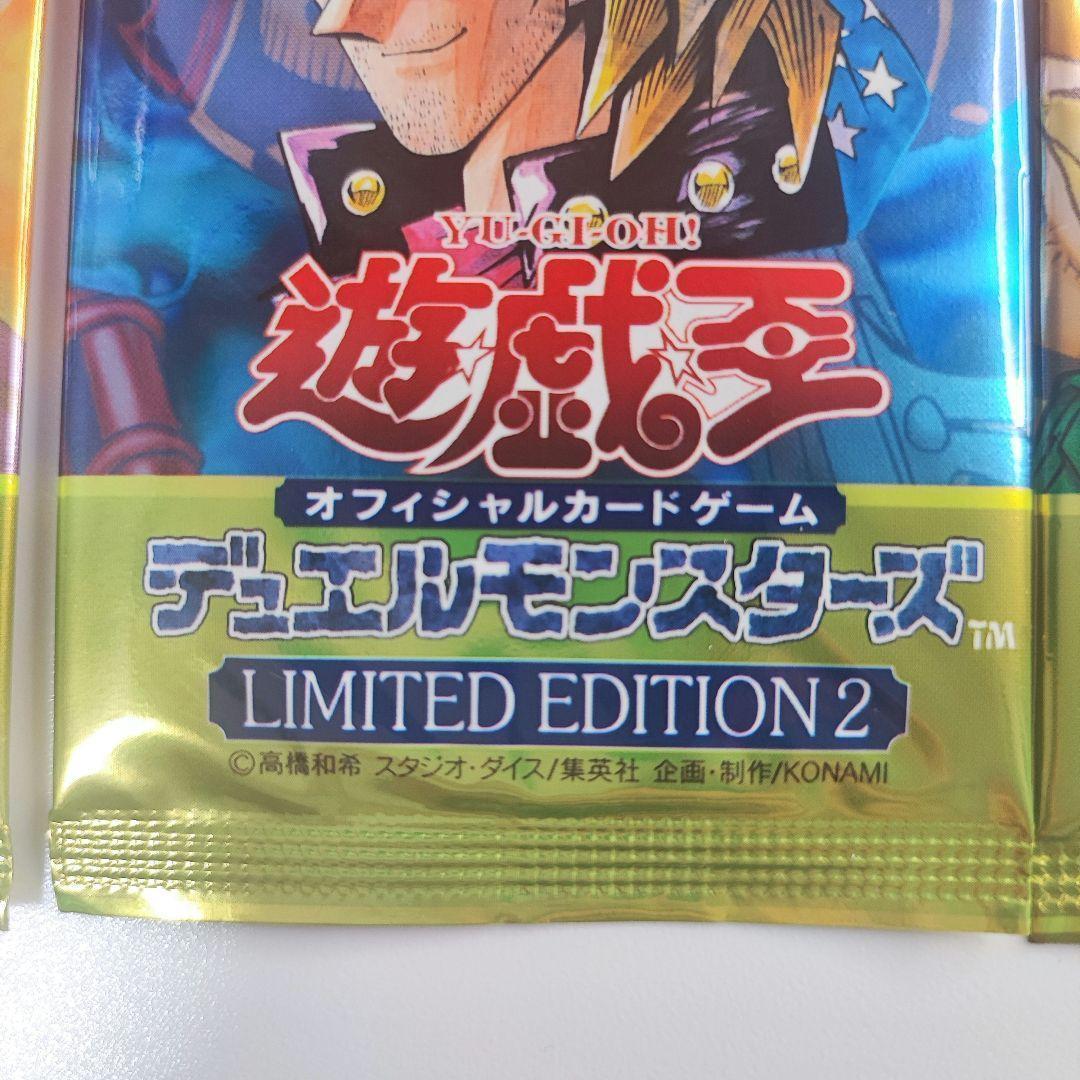 YU-GI-OH!
遊戯王
オフィシャルカードゲーム
デュエルモンスターズ™
LIMITED EDITION 2
©高橋和希 スタジオ・ダイス/集英社 企画・制作/KONAMI